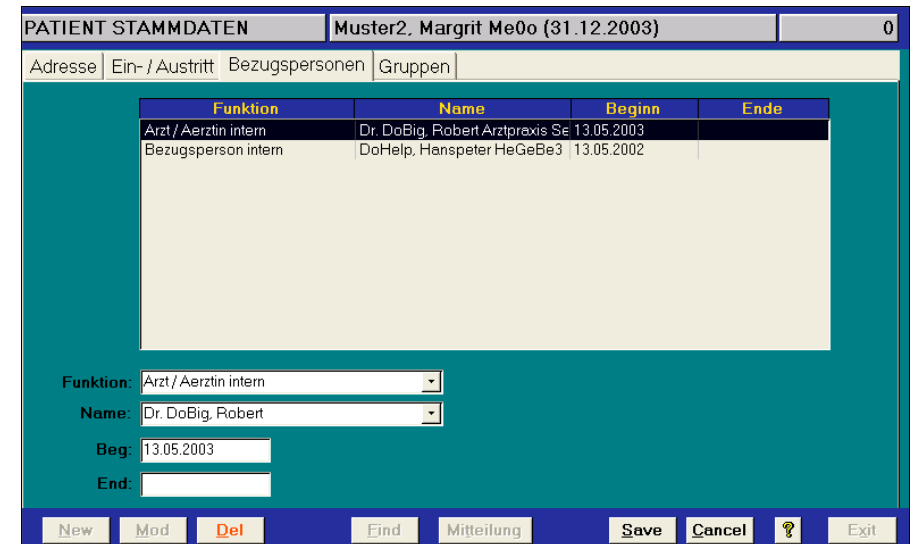 PATIENT STAMMDATEN Muster2, Margrit Me0o (31.12.2003) 0
Adresse Ein- / Austritt Bezugspersonen Gruppen
Funktion Name Beginn Ende
Arzt / Aerztin intern Dr. DoBig, Robert Arztpraxis Se 13.05.2003
Bezugsperson intern DoHelp, Hanspeter HeGeBe3 13.05.2002
Funktion: Arzt / Aerztin intern
Name: Dr. DoBig, Robert
Beg: 13.05.2003
End:
New Mod Del Find Mitteilung Save Cancel ? Exit